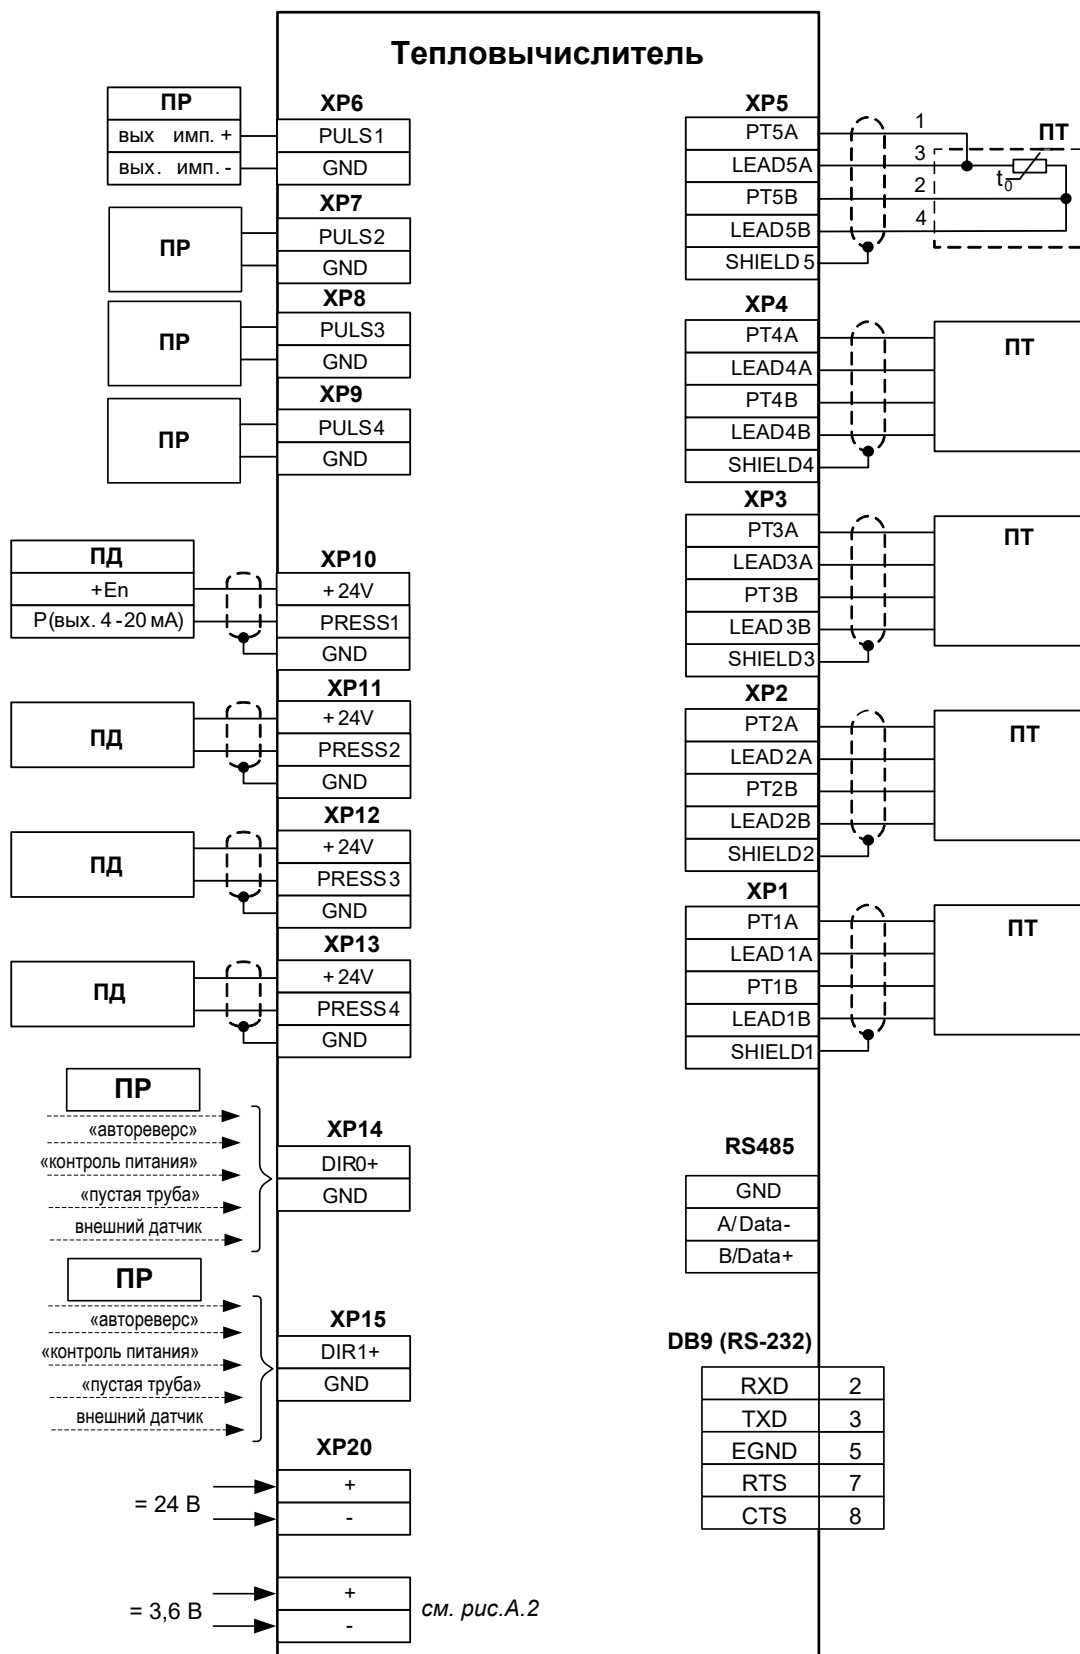 Тепловычислитель
ПР
вых имп. +
вых. имп. -
XP6
PULS1
GND
XP7
ПР
PULS2
GND
XP8
ПР
PULS3
GND
XP9
ПР
PULS4
GND
ПД
+En
P(вых. 4-20 мА)
XP10
+24V
PRESS1
GND
XP11
ПД
+24V
PRESS2
GND
XP12
ПД
+24V
PRESS3
GND
XP13
ПД
+24V
PRESS4
GND
ПР
«автореверс»
«контроль питания»
«пустая труба»
внешний датчик
XP14
DIR0+
GND
ПР
«автореверс»
«контроль питания»
«пустая труба»
внешний датчик
XP15
DIR1+
GND
XP20
= 24 В
+
-
= 3,6 В
+
-
см. рис.А.2
XP5
PT5A
LEAD5A
PT5B
LEAD5B
SHIELD5
1
3
2
4
ПТ
t0
XP4
PT4A
LEAD4A
PT4B
LEAD4B
SHIELD4
ПТ
XP3
PT3A
LEAD3A
PT3B
LEAD3B
SHIELD3
ПТ
XP2
PT2A
LEAD2A
PT2B
LEAD2B
SHIELD2
ПТ
XP1
PT1A
LEAD1A
PT1B
LEAD1B
SHIELD1
ПТ
RS485
GND
A/Data-
B/Data+
DB9 (RS-232)
RXD 2
TXD 3
EGND 5
RTS 7
CTS 8